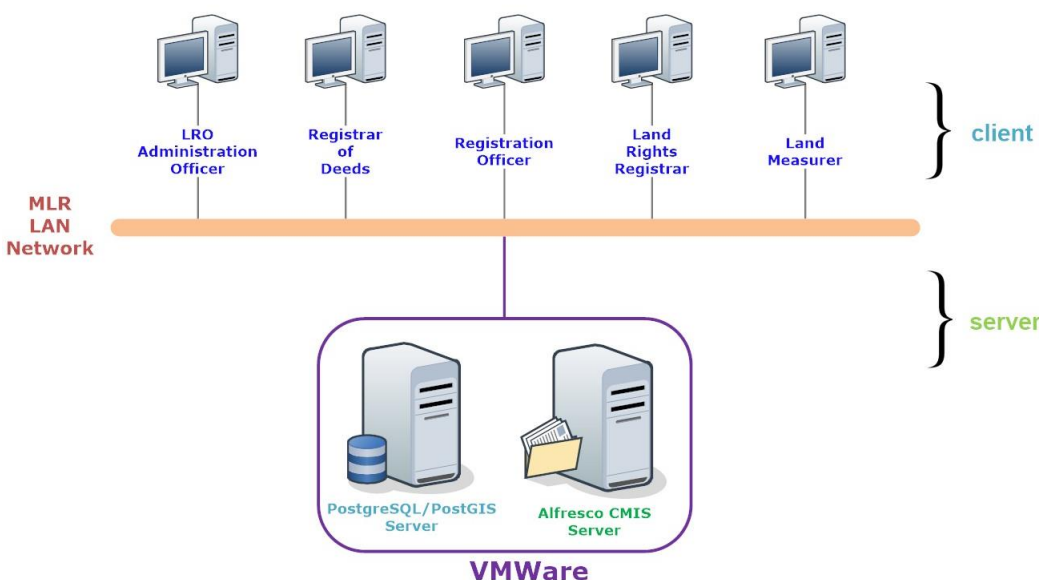 LRO
Administration
Officer
Registrar
of
Deeds
Registration
Officer
Land
Rights
Registrar
Land
Measurer
client
MLR
LAN
Network
server
PostgreSQL/PostGIS
Server
Alfresco CMIS
Server
VMWare